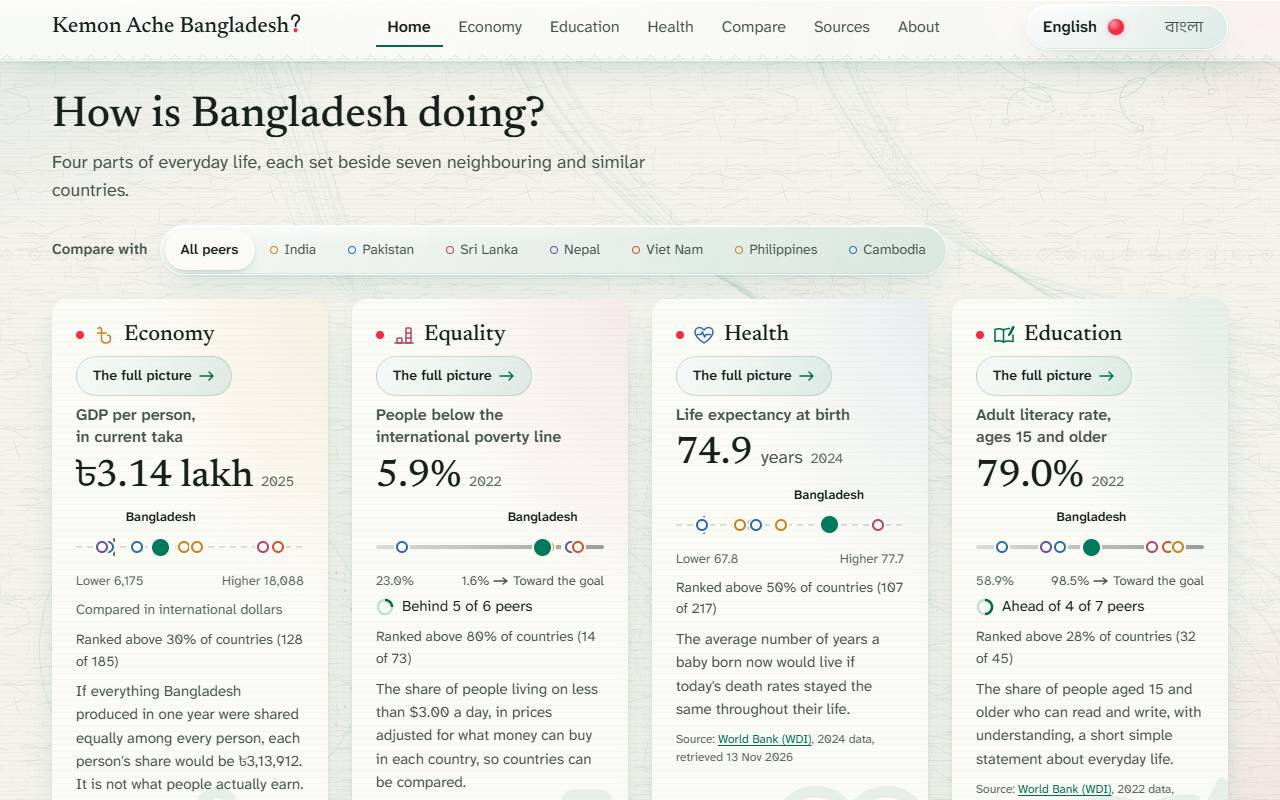 Kemon Ache Bangladesh?
Home Economy Education Health Compare Sources About
English বাংলা
How is Bangladesh doing?
Four parts of everyday life, each set beside seven neighbouring and similar
countries.
Compare with All peers India Pakistan Sri Lanka Nepal Viet Nam Philippines Cambodia
Economy
The full picture →
GDP per person,
in current taka
৳3.14 lakh 2025
Bangladesh
Lower 6,175 Higher 18,088
Compared in international dollars
Ranked above 30% of countries (128
of 185)
If everything Bangladesh
produced in one year were shared
equally among every person, each
person's share would be ৳3,13,912.
It is not what people actually earn.
Equality
The full picture →
People below the
international poverty line
5.9% 2022
Bangladesh
23.0% 1.6% → Toward the goal
Behind 5 of 6 peers
Ranked above 80% of countries (14
of 73)
The share of people living on less
than $3.00 a day, in prices
adjusted for what money can buy
in each country, so countries can
be compared.
Health
The full picture →
Life expectancy at birth
74.9 years 2024
Bangladesh
Lower 67.8 Higher 77.7
Ranked above 50% of countries (107
of 217)
The average number of years a
baby born now would live if
today's death rates stayed the
same throughout their life.
Source: World Bank (WDI), 2024 data,
retrieved 13 Nov 2026
Education
The full picture →
Adult literacy rate,
ages 15 and older
79.0% 2022
Bangladesh
58.9% 98.5% → Toward the goal
Ahead of 4 of 7 peers
Ranked above 28% of countries (32
of 45)
The share of people aged 15 and
older who can read and write, with
understanding, a short simple
statement about everyday life.
Source: World Bank (WDI), 2022 data,